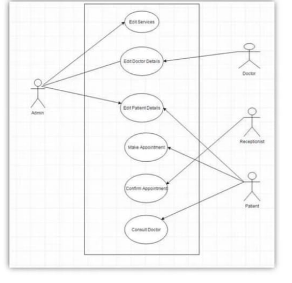 Edit Services
Edit Doctor Details
Doctor
Admin
Edit Patient Details
Receptionist
Make Appointment
Confirm Appointment
Patient
Consult Doctor